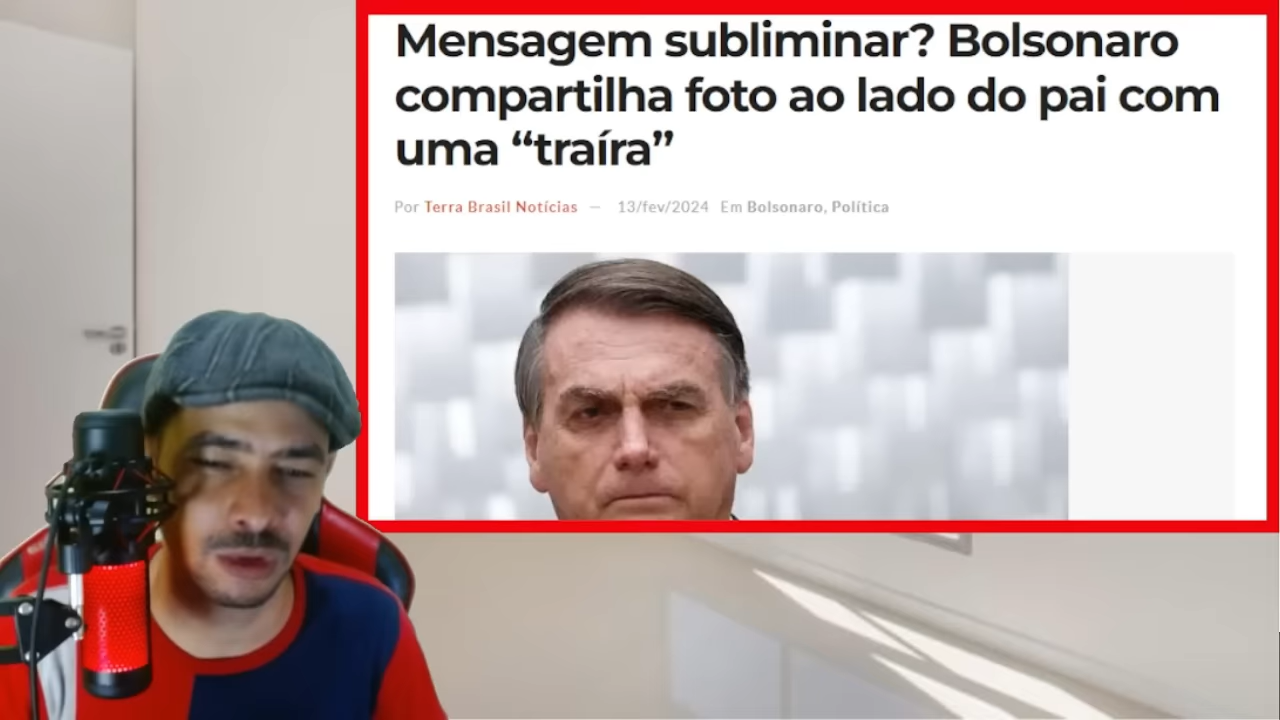 Mensagem subliminar? Bolsonaro
compartilha foto ao lado do pai com
uma “traíra”
Por Terra Brasil Notícias — 13/fev/2024 Em Bolsonaro, Política